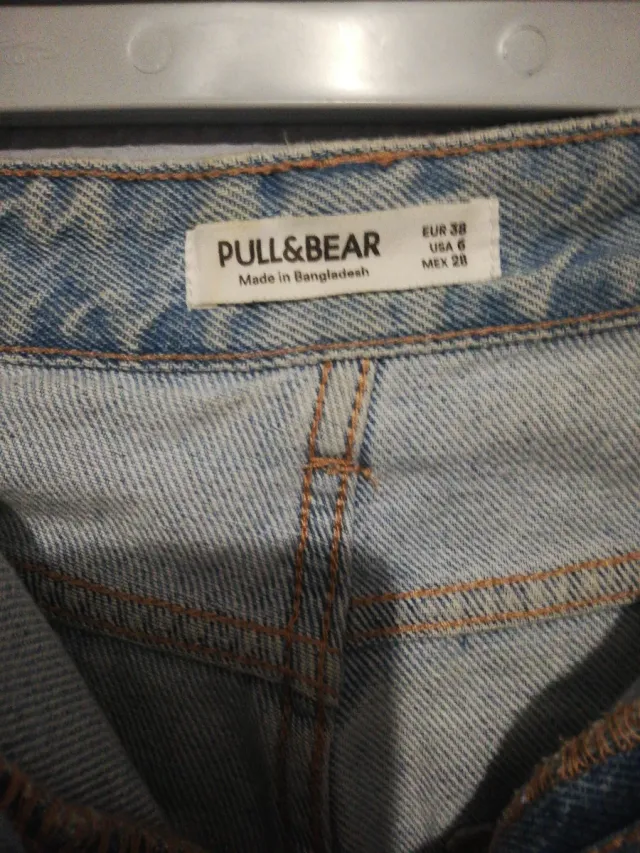 PULL&BEAR
Made in Bangladesh
EUR 38
USA 6
MEX 28